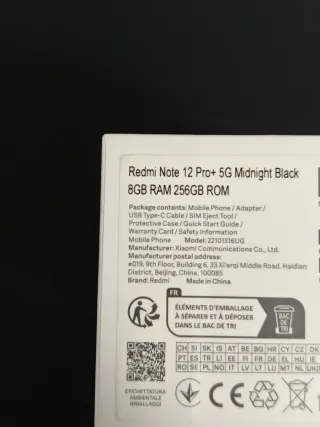 Redmi Note 12 Pro+ 5G Midnight Black
8GB RAM 256GB ROM
Package contents: Mobile Phone / Adapter /
USB Type-C Cable / SIM Eject Tool /
Protective Case / Quick Start Guide /
Warranty Card / Safety Information
Mobile Phone Model: 22101316UG
Manufacturer: Xiaomi Communications Co., Ltd.
Manufacturer postal address:
#019, 9th Floor, Building 6, 33 Xi'erqi Middle Road, Haidian
District, Beijing, China, 100085
Brand: Redmi Made in China
FR
ÉLÉMENTS D'EMBALLAGE
À SÉPARER ET À DÉPOSER
DANS LE BAC DE TRI
BAC
DE TRI
CH SI SK AT BE BG HR CY CZ DK
PT ES TR LI EE FI FR DE EL HU
RO SE PL NO IT LV LT LU MT NL UK(NI)
ETICHETTATURA
AMBIENTALE
IMBALLAGGI
CE